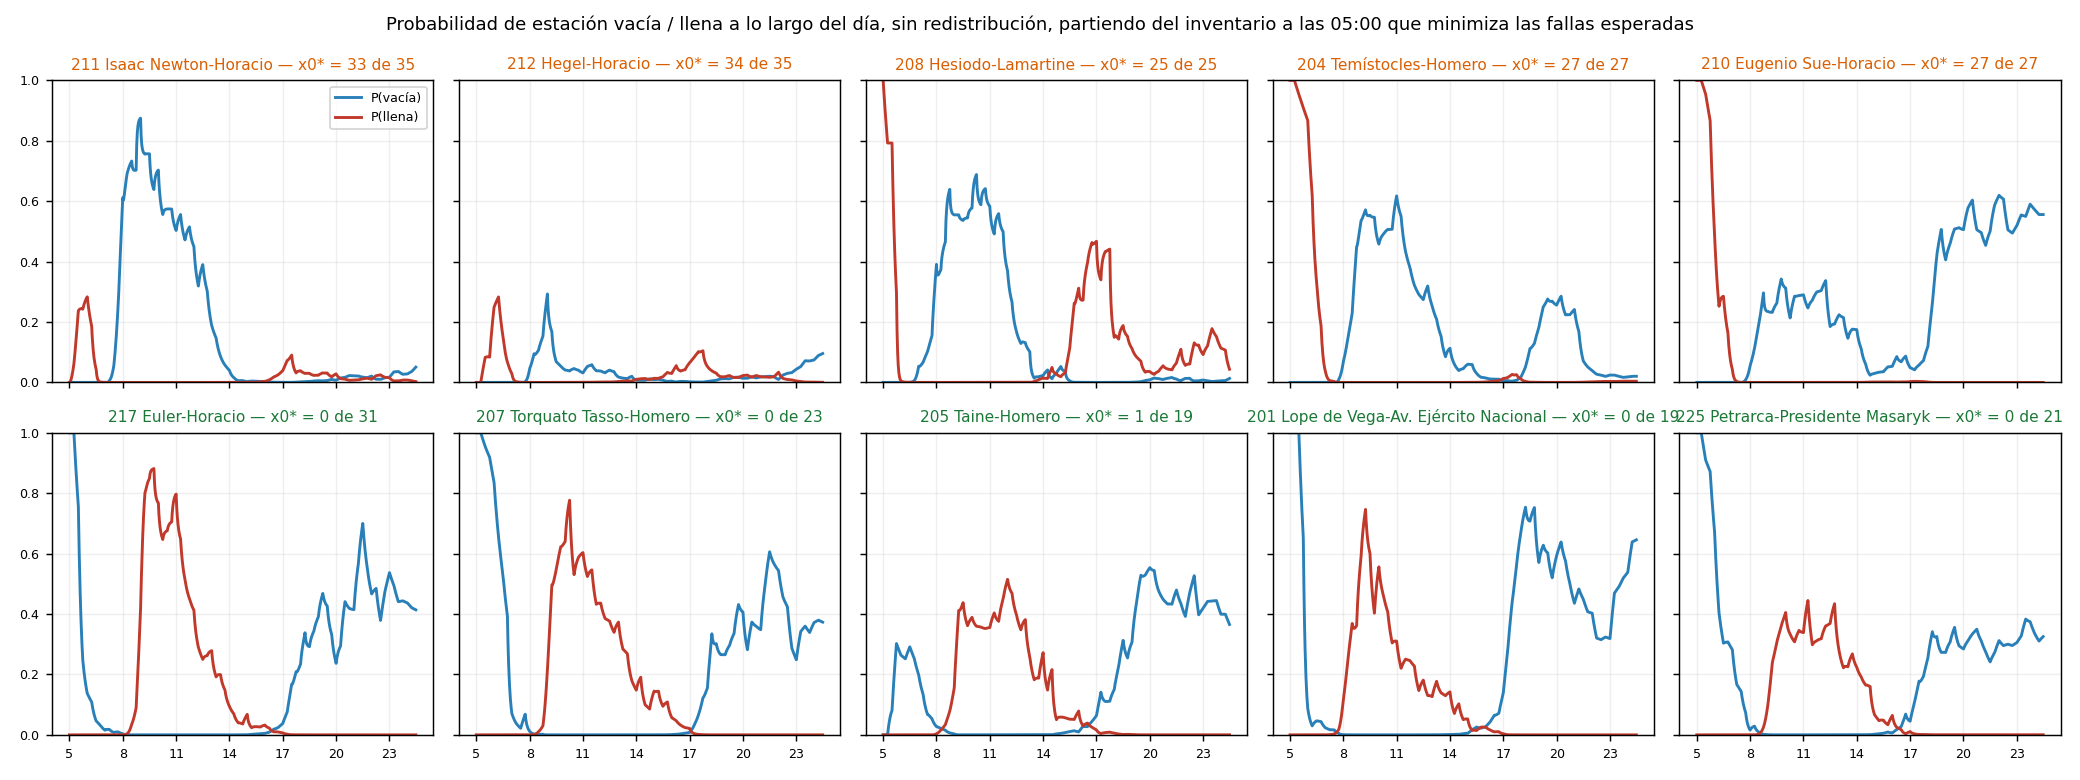 Probabilidad de estación vacía / llena a lo largo del día, sin redistribución, partiendo del inventario a las 05:00 que minimiza las fallas esperadas
211 Isaac Newton-Horacio — x0* = 33 de 35
212 Hegel-Horacio — x0* = 34 de 35
208 Hesiodo-Lamartine — x0* = 25 de 25
204 Temístocles-Homero — x0* = 27 de 27
210 Eugenio Sue-Horacio — x0* = 27 de 27
1.0
0.8
0.6
0.4
0.2
0.0
P(vacía)
P(llena)
5 8 11 14 17 20 23
217 Euler-Horacio — x0* = 0 de 31
207 Torquato Tasso-Homero — x0* = 0 de 23
205 Taine-Homero — x0* = 1 de 19
201 Lope de Vega-Av. Ejército Nacional — x0* = 0 de 19
225 Petrarca-Presidente Masaryk — x0* = 0 de 21
1.0
0.8
0.6
0.4
0.2
0.0
5 8 11 14 17 20 23
5 8 11 14 17 20 23
5 8 11 14 17 20 23
5 8 11 14 17 20 23
5 8 11 14 17 20 23